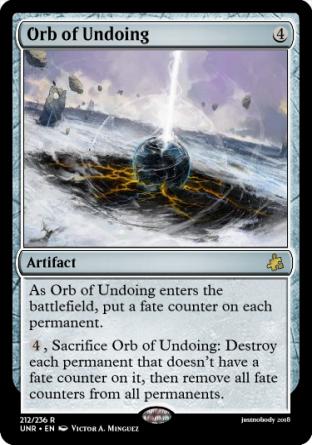 Orb of Undoing 4
Artifact
As Orb of Undoing enters the
battlefield, put a fate counter on each
permanent.
4 , Sacrifice Orb of Undoing: Destroy
each permanent that doesn't have a
fate counter on it, then remove all fate
counters from all permanents.
212/236 R justnobody 2018
UNR • EN Victor A. Minguez